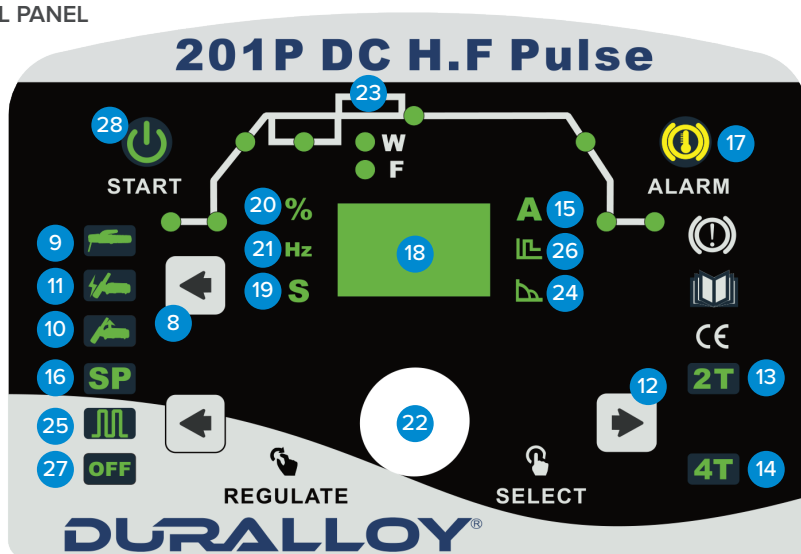 L PANEL
201P DC H.F Pulse
23
28
W
17
F
START
ALARM
20 %
A 15
9
21 Hz
18
26
11
19 S
24
8
10
CE
16 SP
12
2T 13
25
22
27 OFF
4T 14
REGULATE
SELECT
DURALLOY®